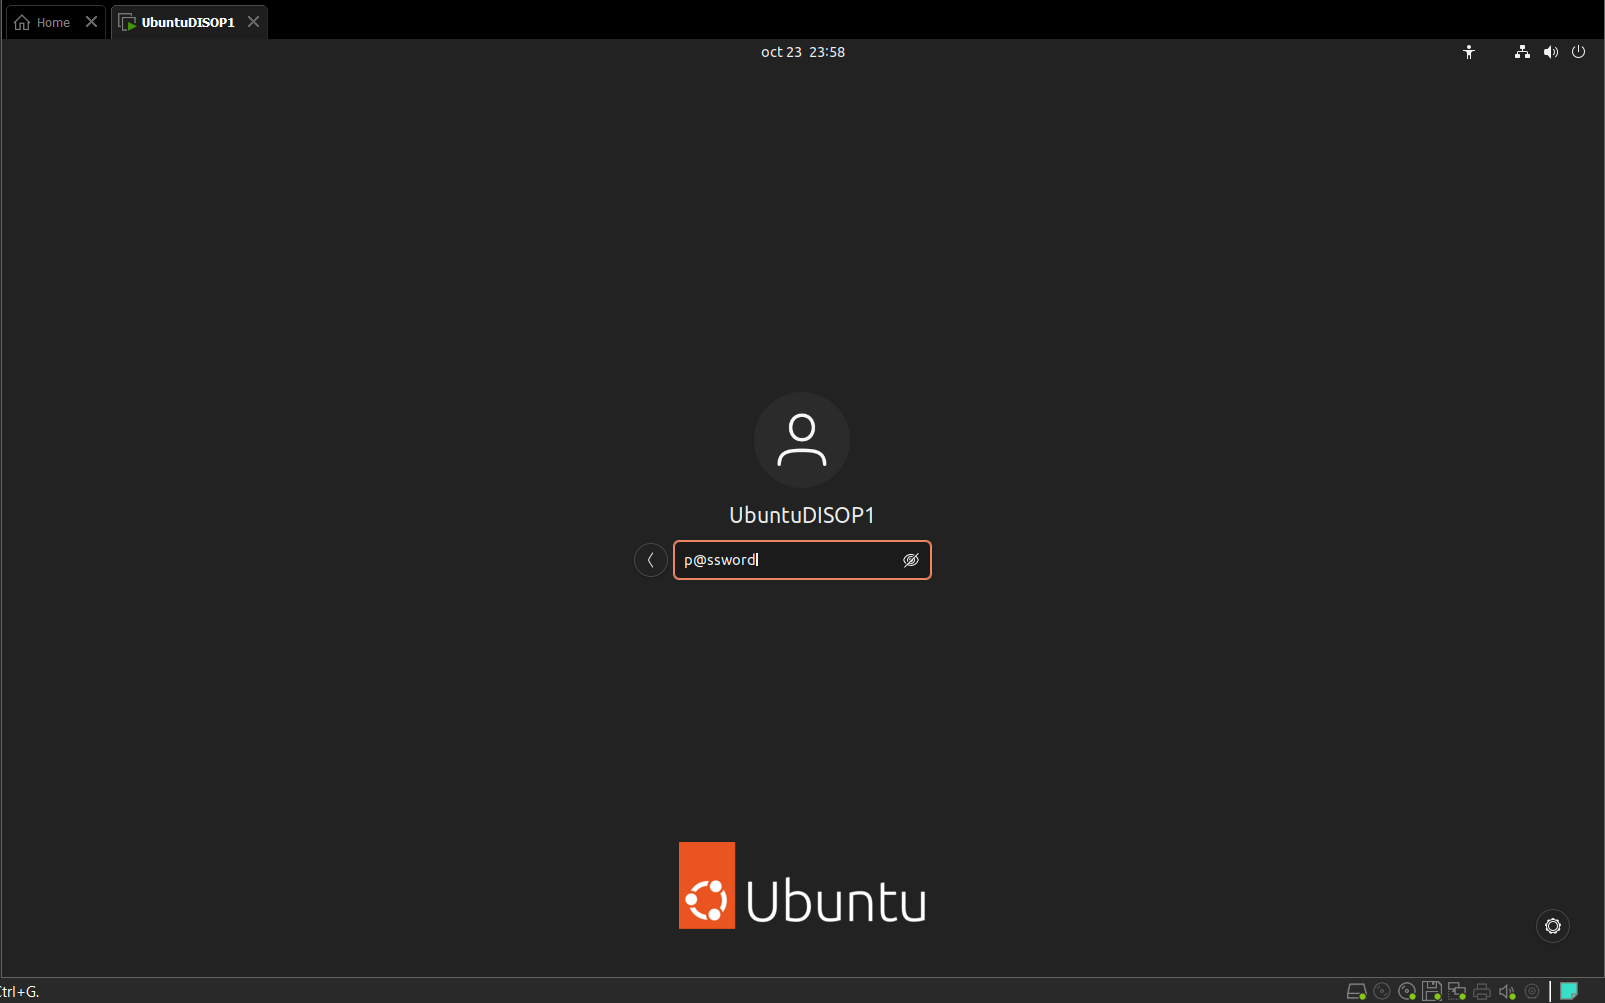 Home
UbuntuDISOP1
oct 23 23:58
UbuntuDISOP1
p@ssword
Ubuntu
trl+G.